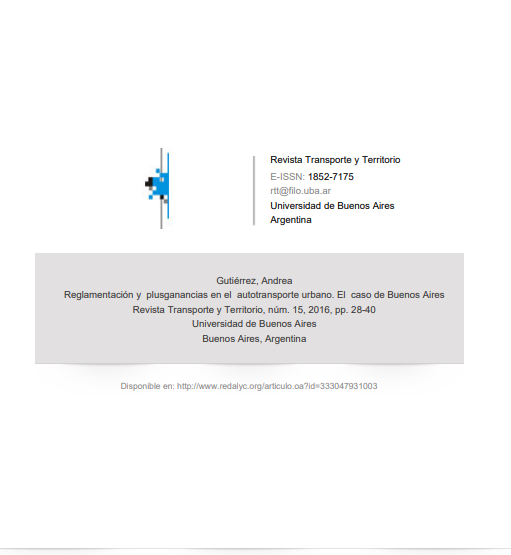 Revista Transporte y Territorio
E-ISSN: 1852-7175
rtt@filo.uba.ar
Universidad de Buenos Aires
Argentina
Gutiérrez, Andrea
Reglamentación y plusganancias en el autotransporte urbano. El caso de Buenos Aires
Revista Transporte y Territorio, núm. 15, 2016, pp. 28-40
Universidad de Buenos Aires
Buenos Aires, Argentina
Disponible en: http://www.redalyc.org/articulo.oa?id=333047931003